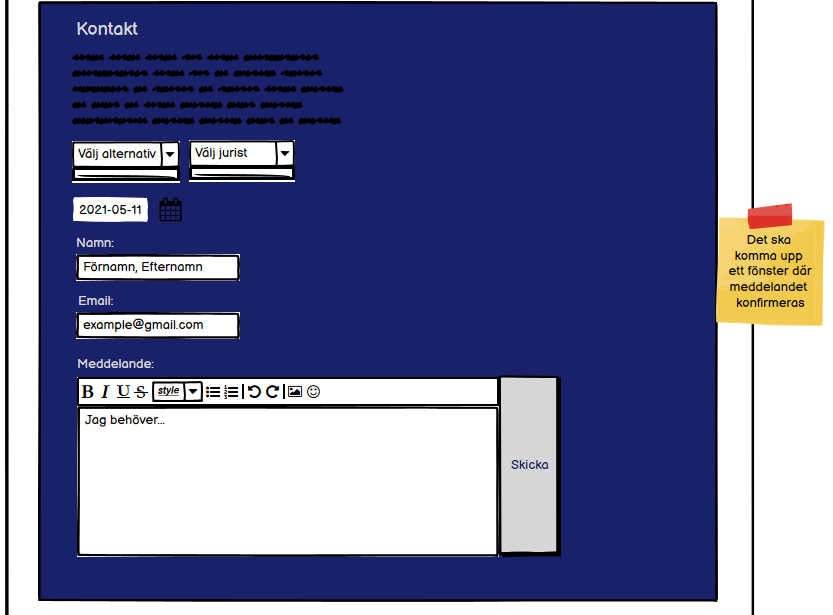 Kontakt
Välj alternativ
Välj jurist
2021-05-11
Namn:
Förnamn, Efternamn
Email:
example@gmail.com
Meddelande:
B I U S style
Jag behöver...
Skicka
Det ska
komma upp
ett fönster där
meddelandet
konfirmeras